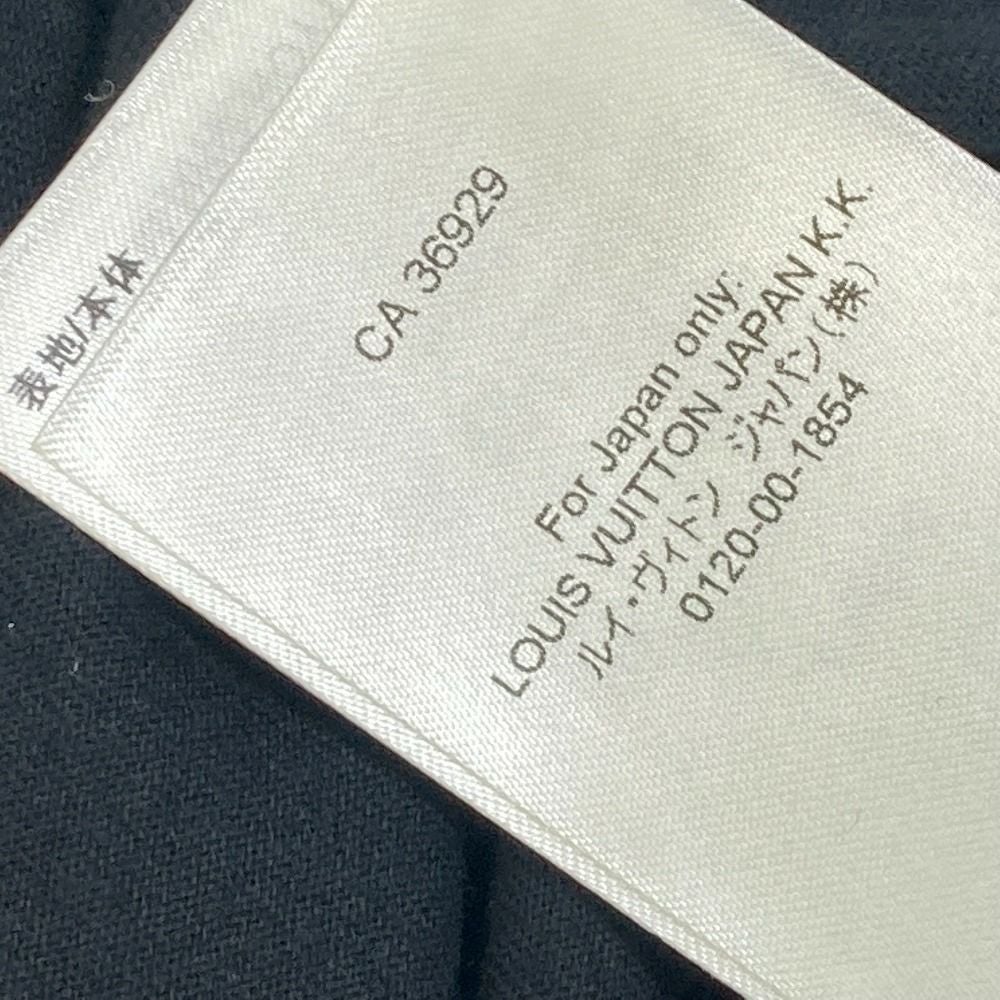 表地/本体
CA 36929
For Japan only:
LOUIS VUITTON JAPAN K.K.
ルイ・ヴィトン ジャパン(株)
0120-00-1854